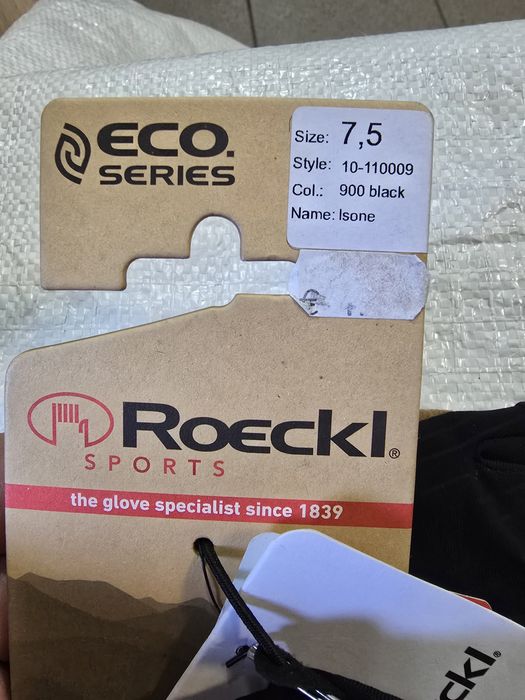 ECO.
SERIES
Size: 7,5
Style: 10-110009
Col.: 900 black
Name: Isone
€
Roeckl®
SPORTS
the glove specialist since 1839
ckl®